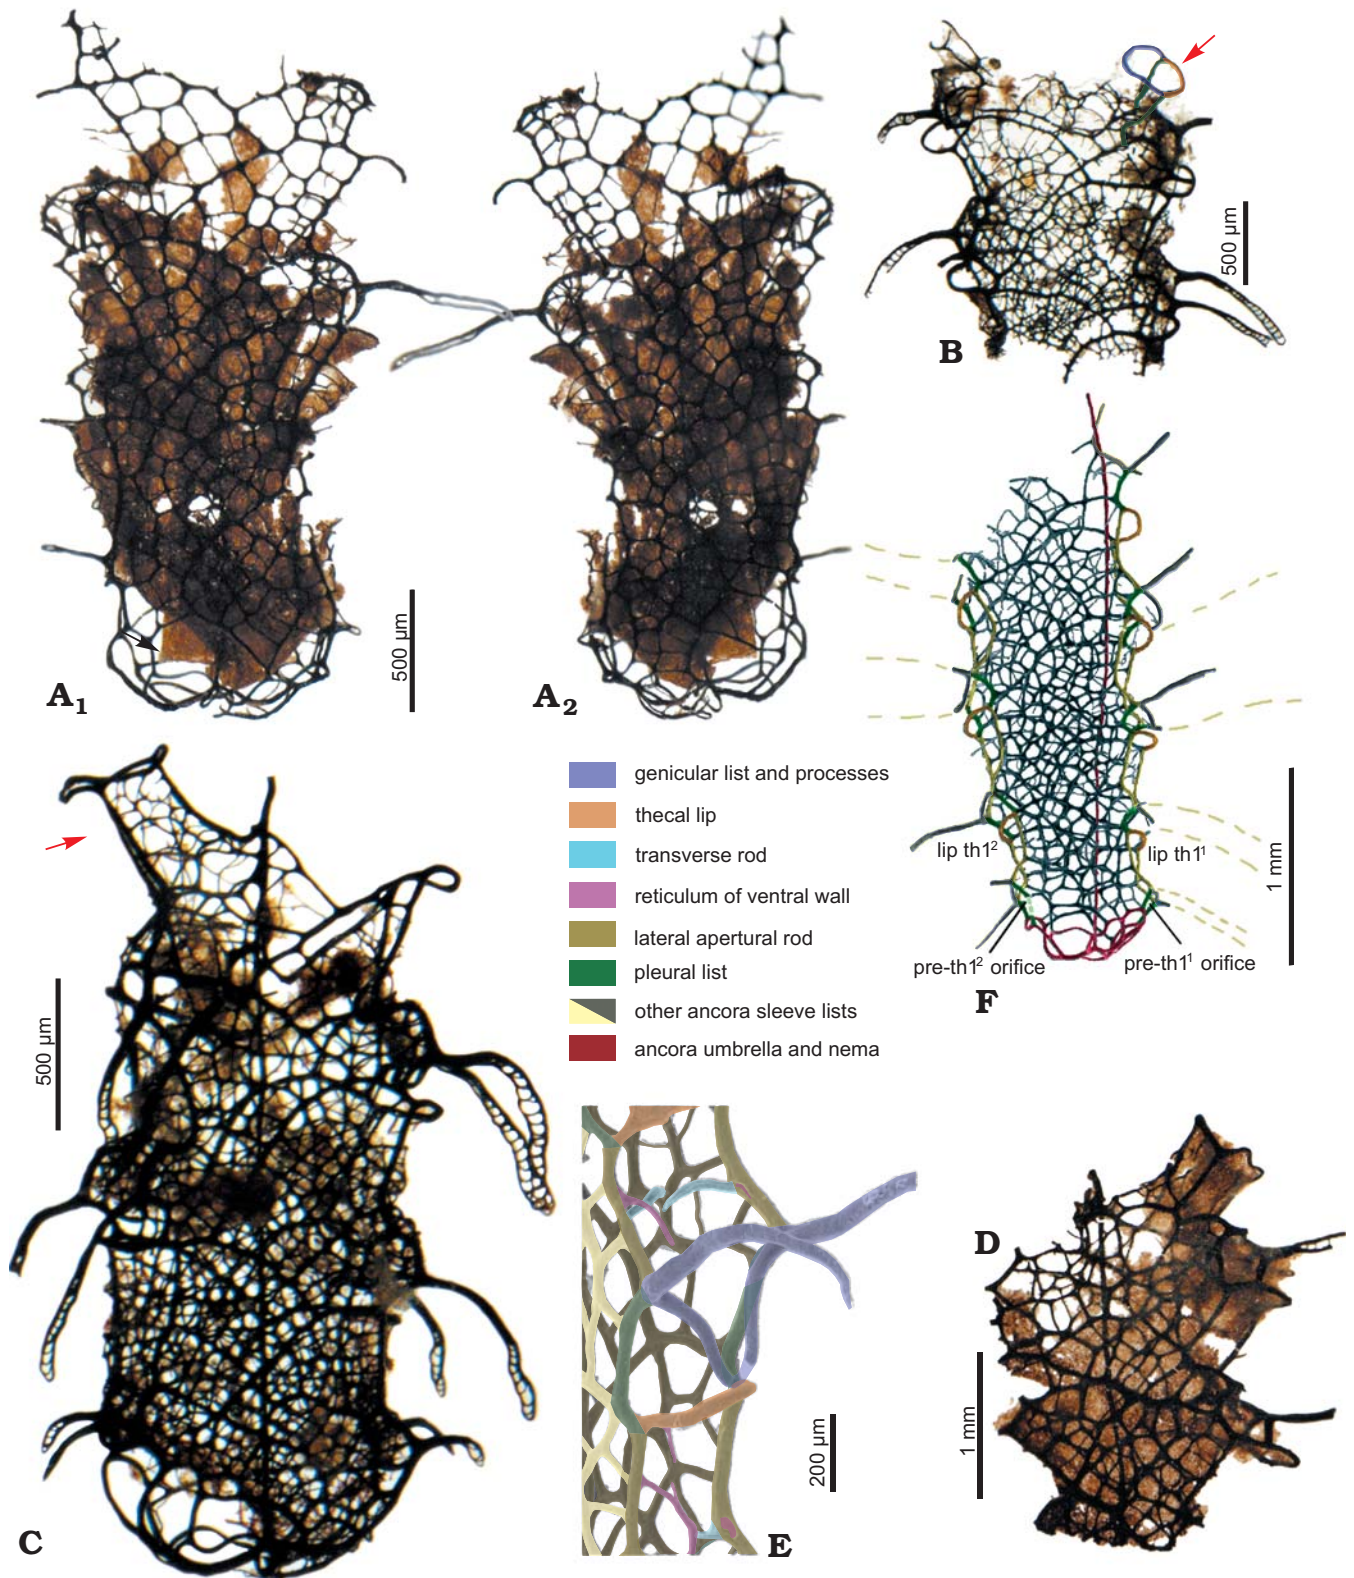 A1
A2
500 µm
B
500 µm
C
500 µm
genicular list and processes
thecal lip
transverse rod
reticulum of ventral wall
lateral apertural rod
pleural list
other ancora sleeve lists
ancora umbrella and nema
lip th1²
lip th1¹
pre-th1² orifice
pre-th1¹ orifice
F
1 mm
D
1 mm
E
200 µm